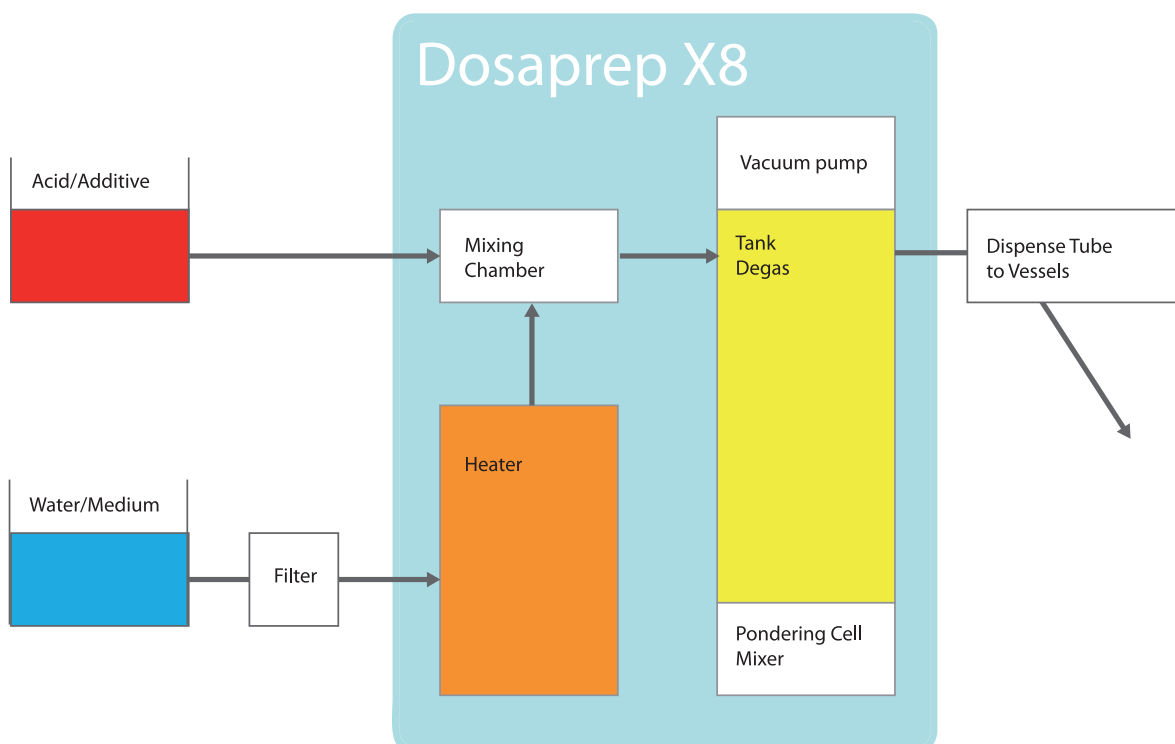 Dosaprep X8
Acid/Additive
Mixing
Chamber
Vacuum pump
Tank
Degas
Dispense Tube
to Vessels
Water/Medium
Filter
Heater
Pondering Cell
Mixer